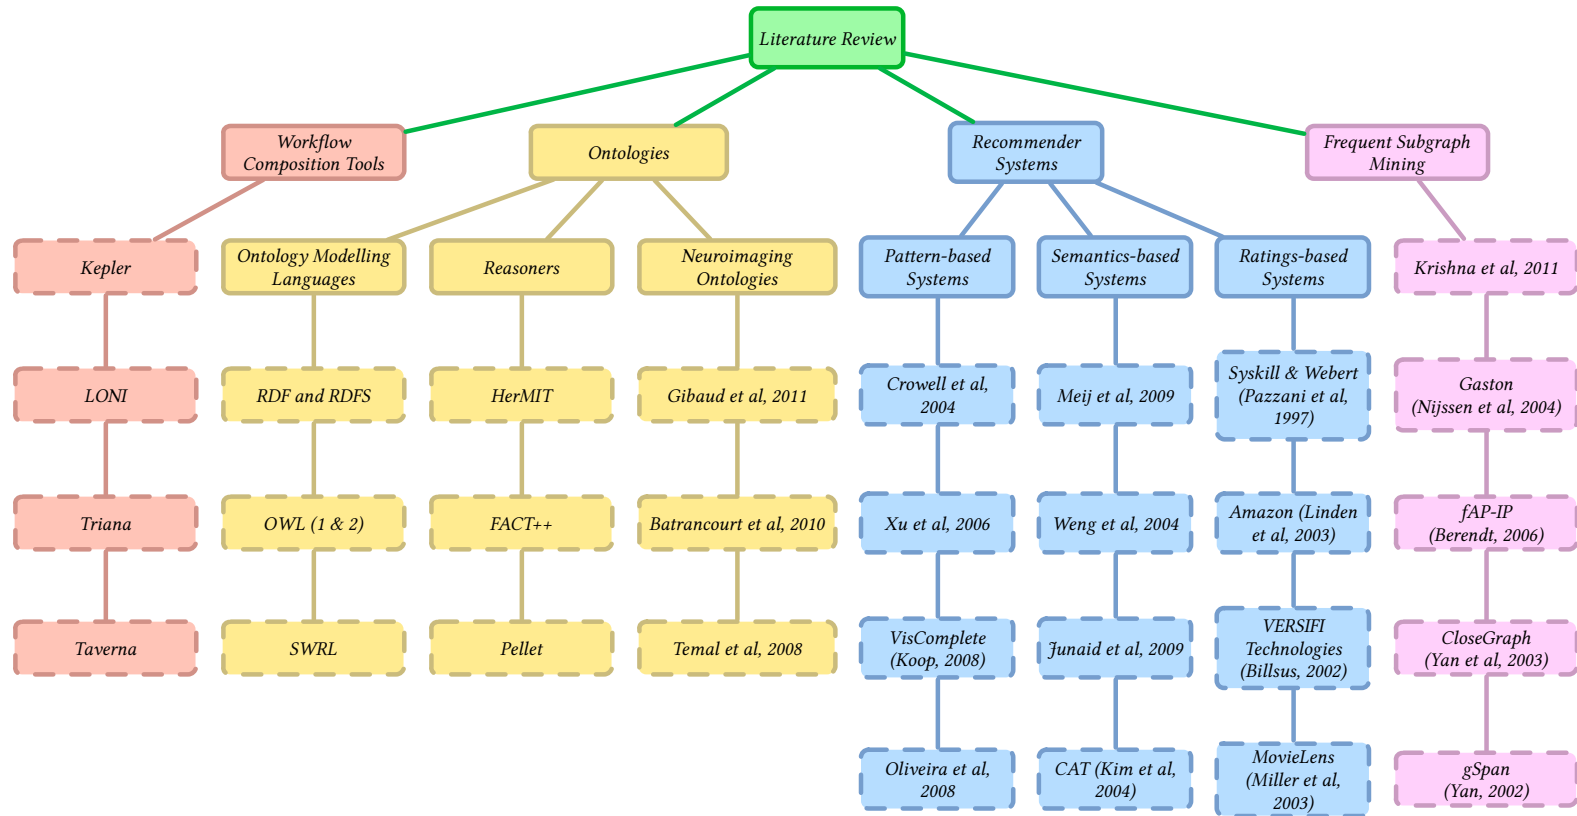 Literature Review
Workflow
Composition Tools
Ontologies
Recommender
Systems
Frequent Subgraph
Mining
Kepler
Ontology Modelling
Languages
Reasoners
Neuroimaging
Ontologies
Pattern-based
Systems
Semantics-based
Systems
Ratings-based
Systems
Krishna et al, 2011
LONI
RDF and RDFS
HerMIT
Gibaud et al, 2011
Crowell et al,
2004
Meij et al, 2009
Syskill & Webert
(Pazzani et al,
1997)
Gaston
(Nijssen et al, 2004)
Triana
OWL (1 & 2)
FACT++
Batrancourt et al, 2010
Xu et al, 2006
Weng et al, 2004
Amazon (Linden
et al, 2003)
fAP-IP
(Berendt, 2006)
Taverna
SWRL
Pellet
Temal et al, 2008
VisComplete
(Koop, 2008)
Junaid et al, 2009
VERSIFI
Technologies
(Billsus, 2002)
CloseGraph
(Yan et al, 2003)
Oliveira et al,
2008
CAT (Kim et al,
2004)
MovieLens
(Miller et al,
2003)
gSpan
(Yan, 2002)